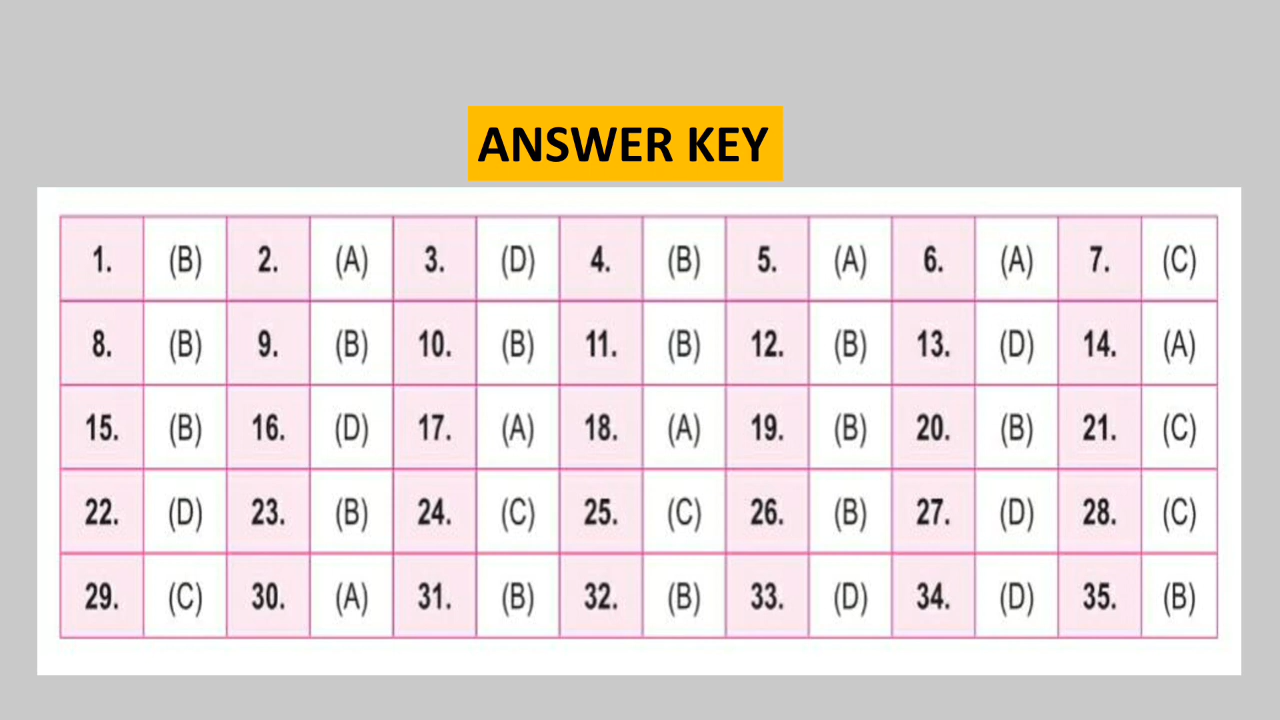 ANSWER KEY
1. (B) 2. (A) 3. (D) 4. (B) 5. (A) 6. (A) 7. (C)
8. (B) 9. (B) 10. (B) 11. (B) 12. (B) 13. (D) 14. (A)
15. (B) 16. (D) 17. (A) 18. (A) 19. (B) 20. (B) 21. (C)
22. (D) 23. (B) 24. (C) 25. (C) 26. (B) 27. (D) 28. (C)
29. (C) 30. (A) 31. (B) 32. (B) 33. (D) 34. (D) 35. (B)